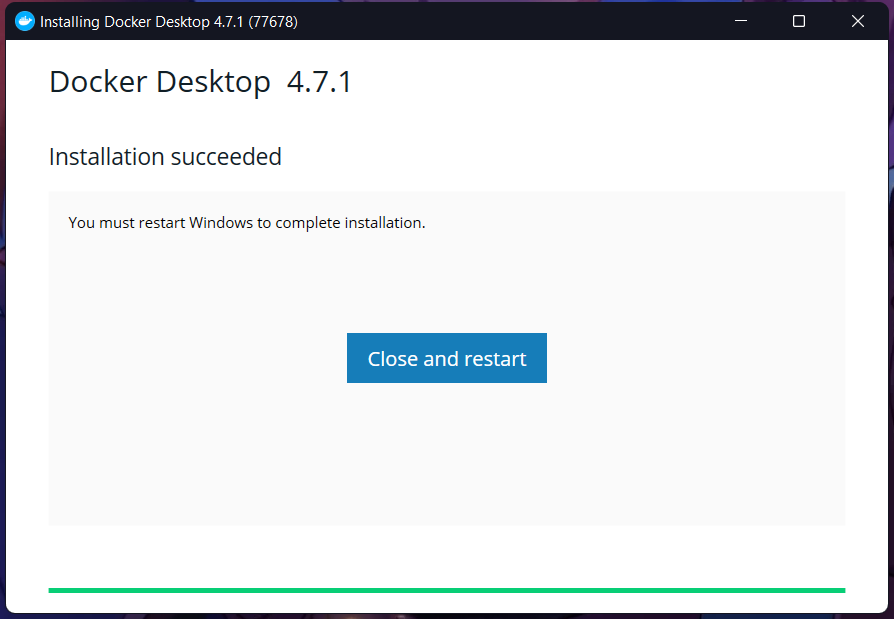 Installing Docker Desktop 4.7.1 (77678)
Docker Desktop 4.7.1
Installation succeeded
You must restart Windows to complete installation.
Close and restart